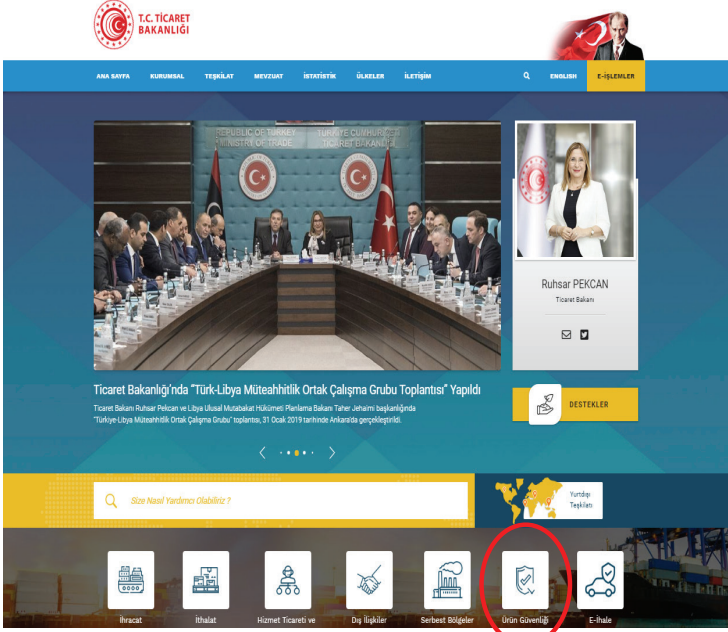 T.C. TİCARET
BAKANLIĞI
ANA SAYFA KURUMSAL TEŞKİLAT MEVZUAT İSTATİSTİK ÜLKELER İLETİŞİM ENGLISH E-İŞLEMLER
REPUBLIC OF TURKEY TÜRKİYE CUMHURİYETİ
MINISTRY OF TRADE TİCARET BAKANLIĞI
Ruhsar PEKCAN
Ticaret Bakanı
Ticaret Bakanlığı'nda "Türk-Libya Müteahhitlik Ortak Çalışma Grubu Toplantısı" Yapıldı
Ticaret Bakanı Ruhsar Pekcan ve Libya Ulusal Mutabakat Hükümeti Planlama Bakanı Taher Jehaimi başkanlığında
"Türkiye-Libya Müteahhitlik Ortak Çalışma Grubu" toplantısı, 31 Ocak 2019 tarihinde Ankara'da gerçekleştirildi.
DESTEKLER
Size Nasıl Yardımcı Olabiliriz ?
Yurtdışı
Teşkilatı
İhracat İthalat Hizmet Ticareti ve Dış İlişkiler Serbest Bölgeler Ürün Güvenliği E-İhale